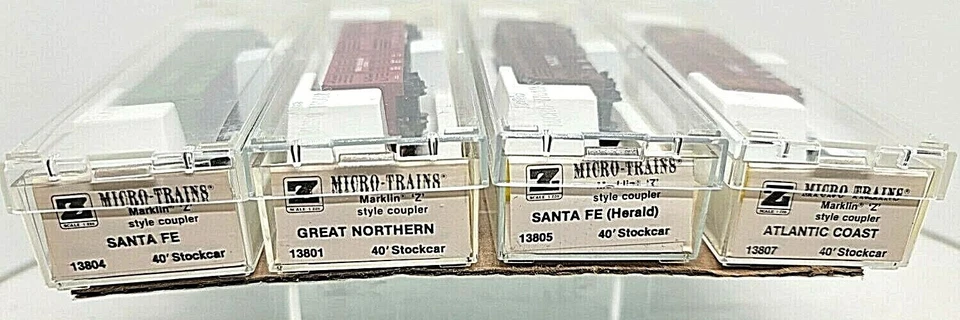 Z MICRO-TRAINS®
Marklin 'Z'
style coupler
SANTA FE
13804 40' Stockcar
Z MICRO-TRAINS®
Marklin 'Z'
style coupler
GREAT NORTHERN
13801 40' Stockcar
Z MICRO-TRAINS®
Marklin 'Z'
style coupler
SANTA FE (Herald)
13805 40' Stockcar
Z MICRO-TRAINS®
Marklin 'Z'
style coupler
ATLANTIC COAST
13807 40' Stockcar